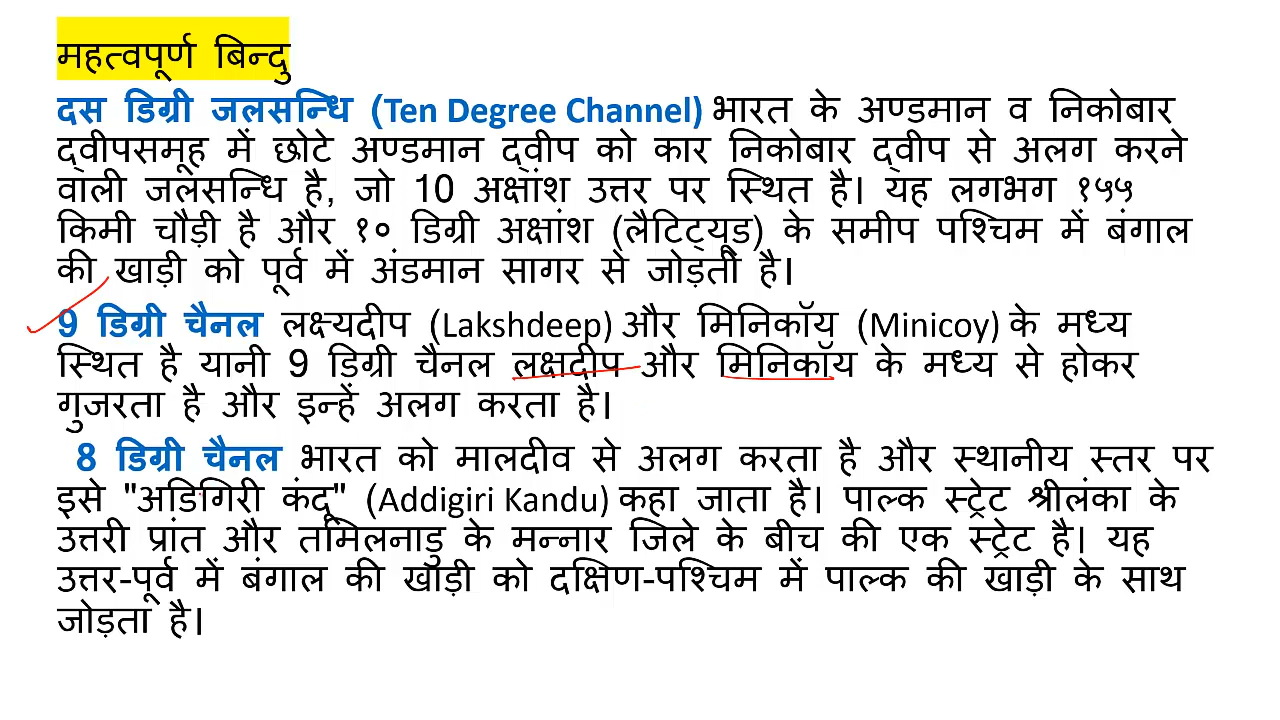 महत्वपूर्ण बिन्दु
दस डिग्री जलसन्धि (Ten Degree Channel) भारत के अण्डमान व निकोबार
द्वीपसमूह में छोटे अण्डमान द्वीप को कार निकोबार द्वीप से अलग करने
वाली जलसन्धि है, जो 10 अक्षांश उत्तर पर स्थित है। यह लगभग १५५
किमी चौड़ी है और १० डिग्री अक्षांश (लैटिट्यूड) के समीप पश्चिम में बंगाल
की खाड़ी को पूर्व में अंडमान सागर से जोड़ती है।
9 डिग्री चैनल लक्ष्यदीप (Lakshdeep) और मिनिकॉय (Minicoy) के मध्य
स्थित है यानी 9 डिग्री चैनल लक्षदीप और मिनिकॉय के मध्य से होकर
गुजरता है और इन्हें अलग करता है।
8 डिग्री चैनल भारत को मालदीव से अलग करता है और स्थानीय स्तर पर
इसे "अडिगिरी कंदू" (Addigiri Kandu) कहा जाता है। पाल्क स्ट्रेट श्रीलंका के
उत्तरी प्रांत और तमिलनाडु के मन्नार जिले के बीच की एक स्ट्रेट है। यह
उत्तर-पूर्व में बंगाल की खाड़ी को दक्षिण-पश्चिम में पाल्क की खाड़ी के साथ
जोड़ता है।